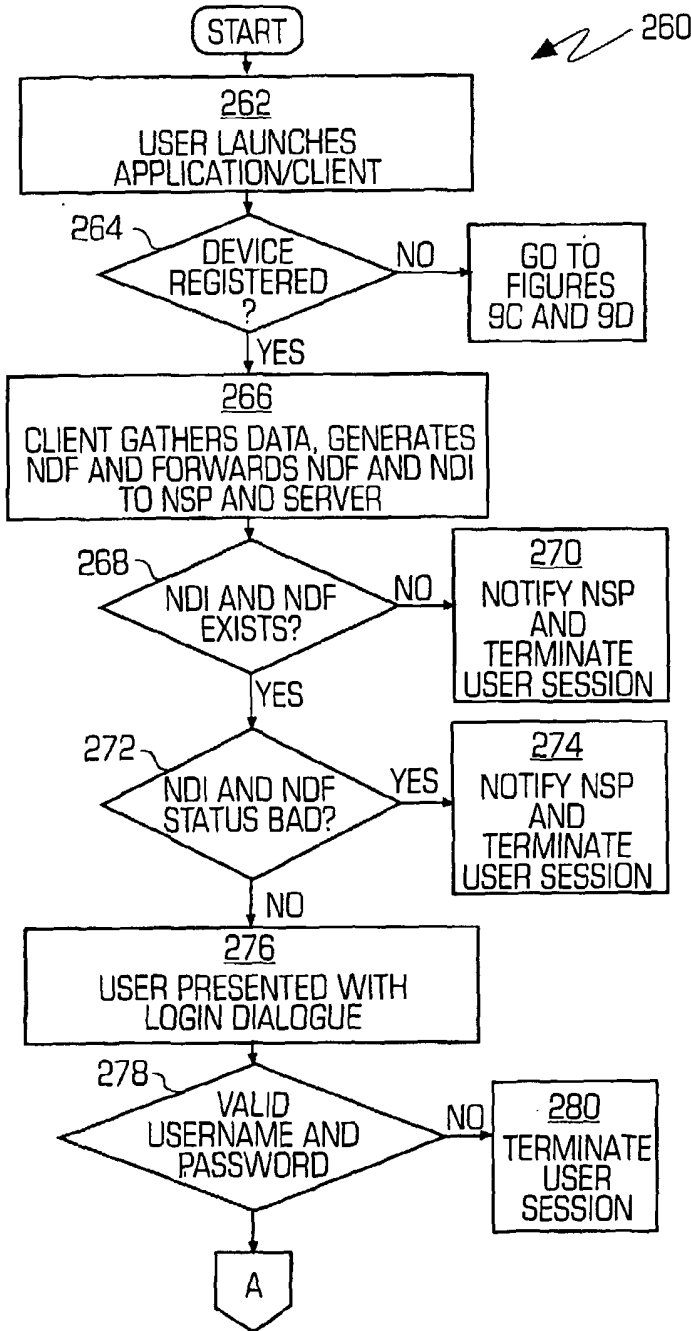 START
260
262
USER LAUNCHES
APPLICATION/CLIENT
264
DEVICE
REGISTERED
?
NO
GO TO
FIGURES
9C AND 9D
YES
266
CLIENT GATHERS DATA, GENERATES
NDF AND FORWARDS NDF AND NDI
TO NSP AND SERVER
268
NDI AND NDF
EXISTS?
NO
270
NOTIFY NSP
AND
TERMINATE
USER SESSION
YES
272
NDI AND NDF
STATUS BAD?
YES
274
NOTIFY NSP
AND
TERMINATE
USER SESSION
NO
276
USER PRESENTED WITH
LOGIN DIALOGUE
278
VALID
USERNAME AND
PASSWORD
NO
280
TERMINATE
USER
SESSION
A